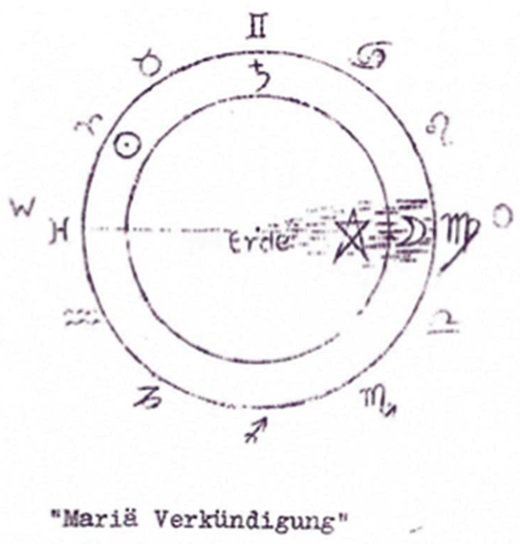 ♊
♉ ♋
♄
♈ ☉ ♌
W ♓ Erde ☽ ♍ O
♒ ♎
♑ ♏
♐
"Mariä Verkündigung"